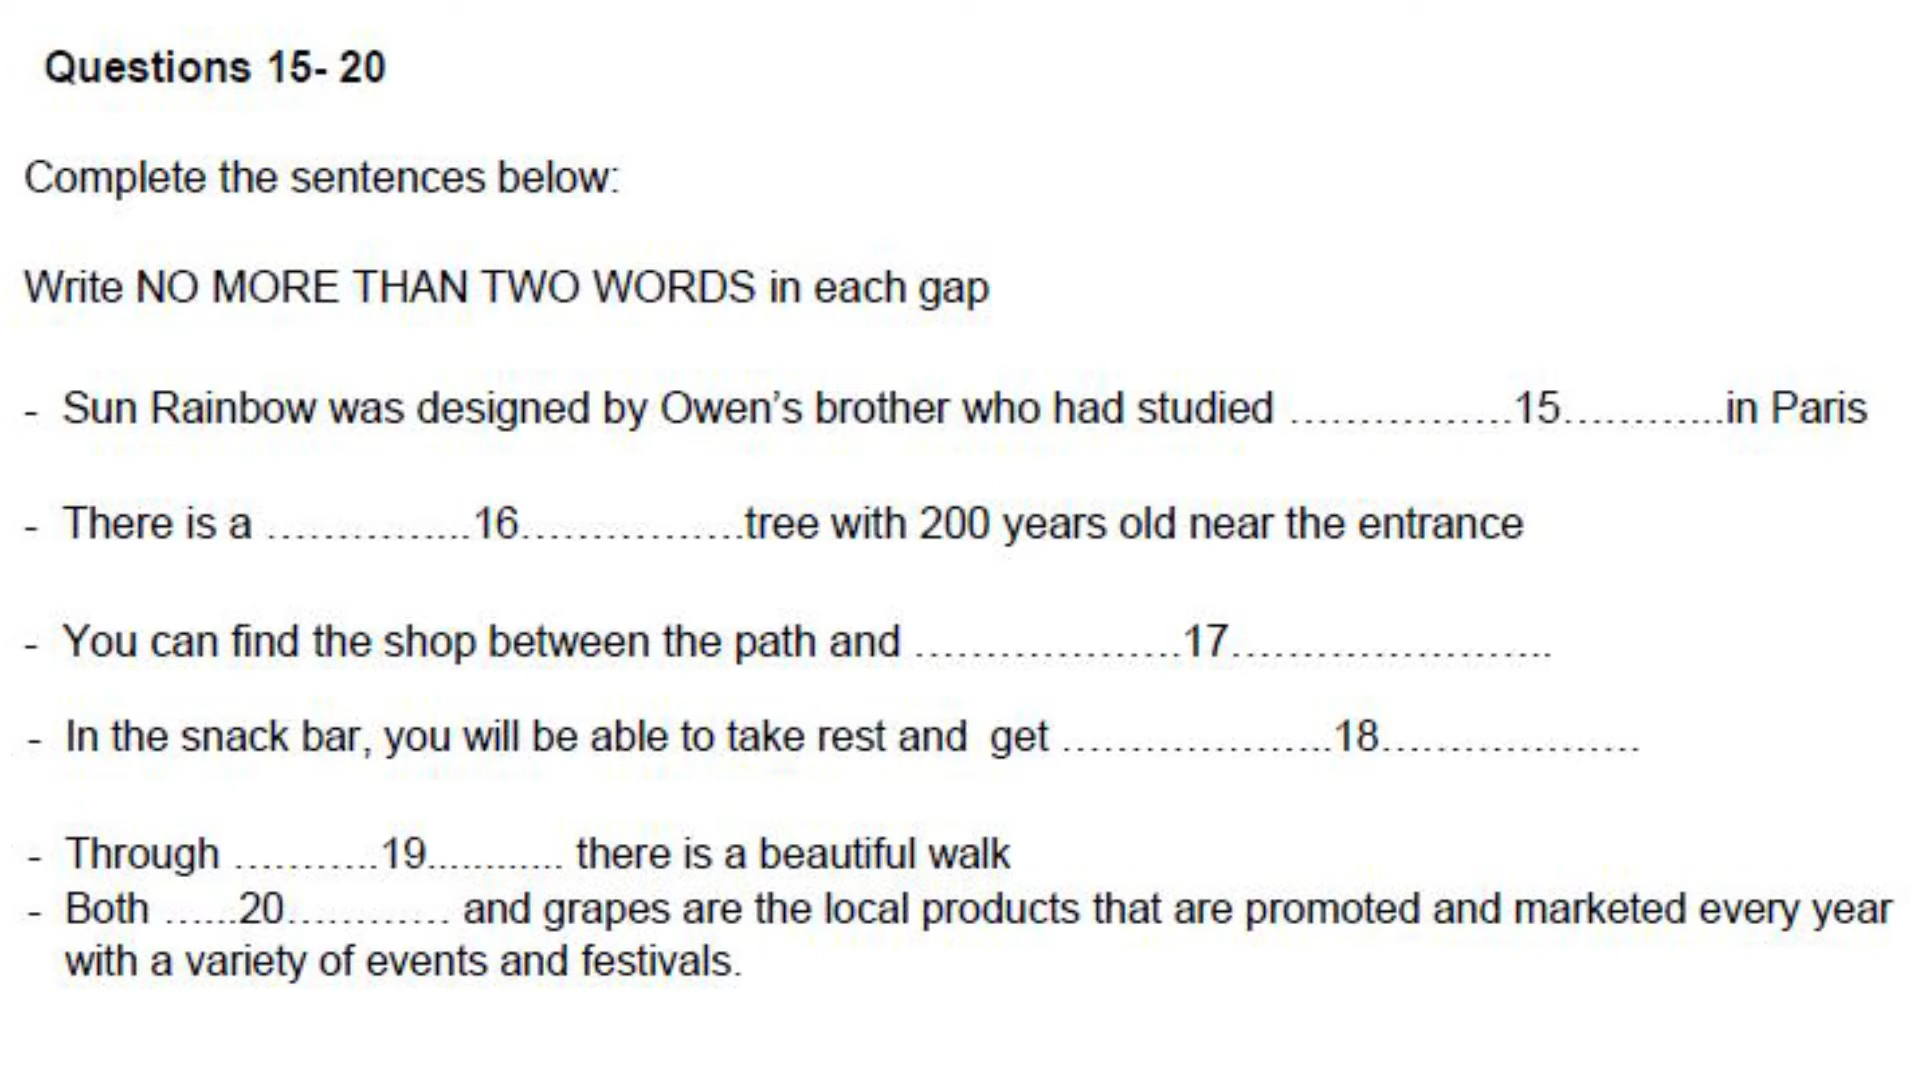 Questions 15- 20
Complete the sentences below:
Write NO MORE THAN TWO WORDS in each gap
- Sun Rainbow was designed by Owen's brother who had studied ................15............in Paris
- There is a ...............16................tree with 200 years old near the entrance
- You can find the shop between the path and ...................17.......................
- In the snack bar, you will be able to take rest and  get ....................18...................
- Through ...........19............ there is a beautiful walk
- Both ......20............ and grapes are the local products that are promoted and marketed every year
with a variety of events and festivals.